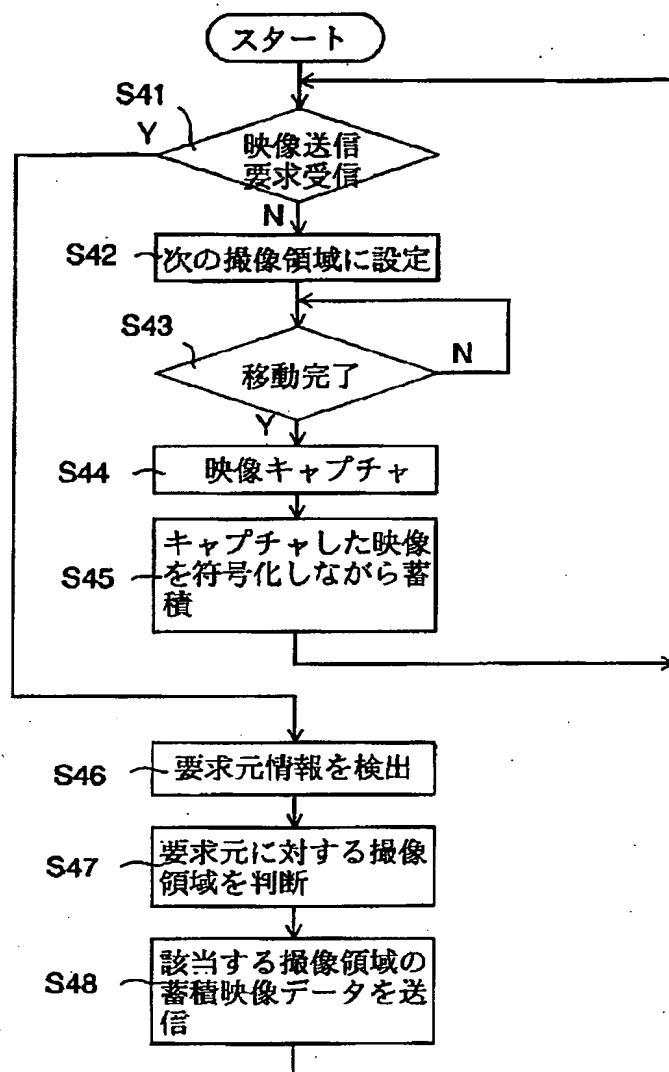 スタート
S41
Y
映像送信
要求受信
N
S42
次の撮像領域に設定
S43
移動完了
N
Y
S44
映像キャプチャ
S45
キャプチャした映像
を符号化しながら蓄
積
S46
要求元情報を検出
S47
要求元に対する撮像
領域を判断
S48
該当する撮像領域の
蓄積映像データを送
信